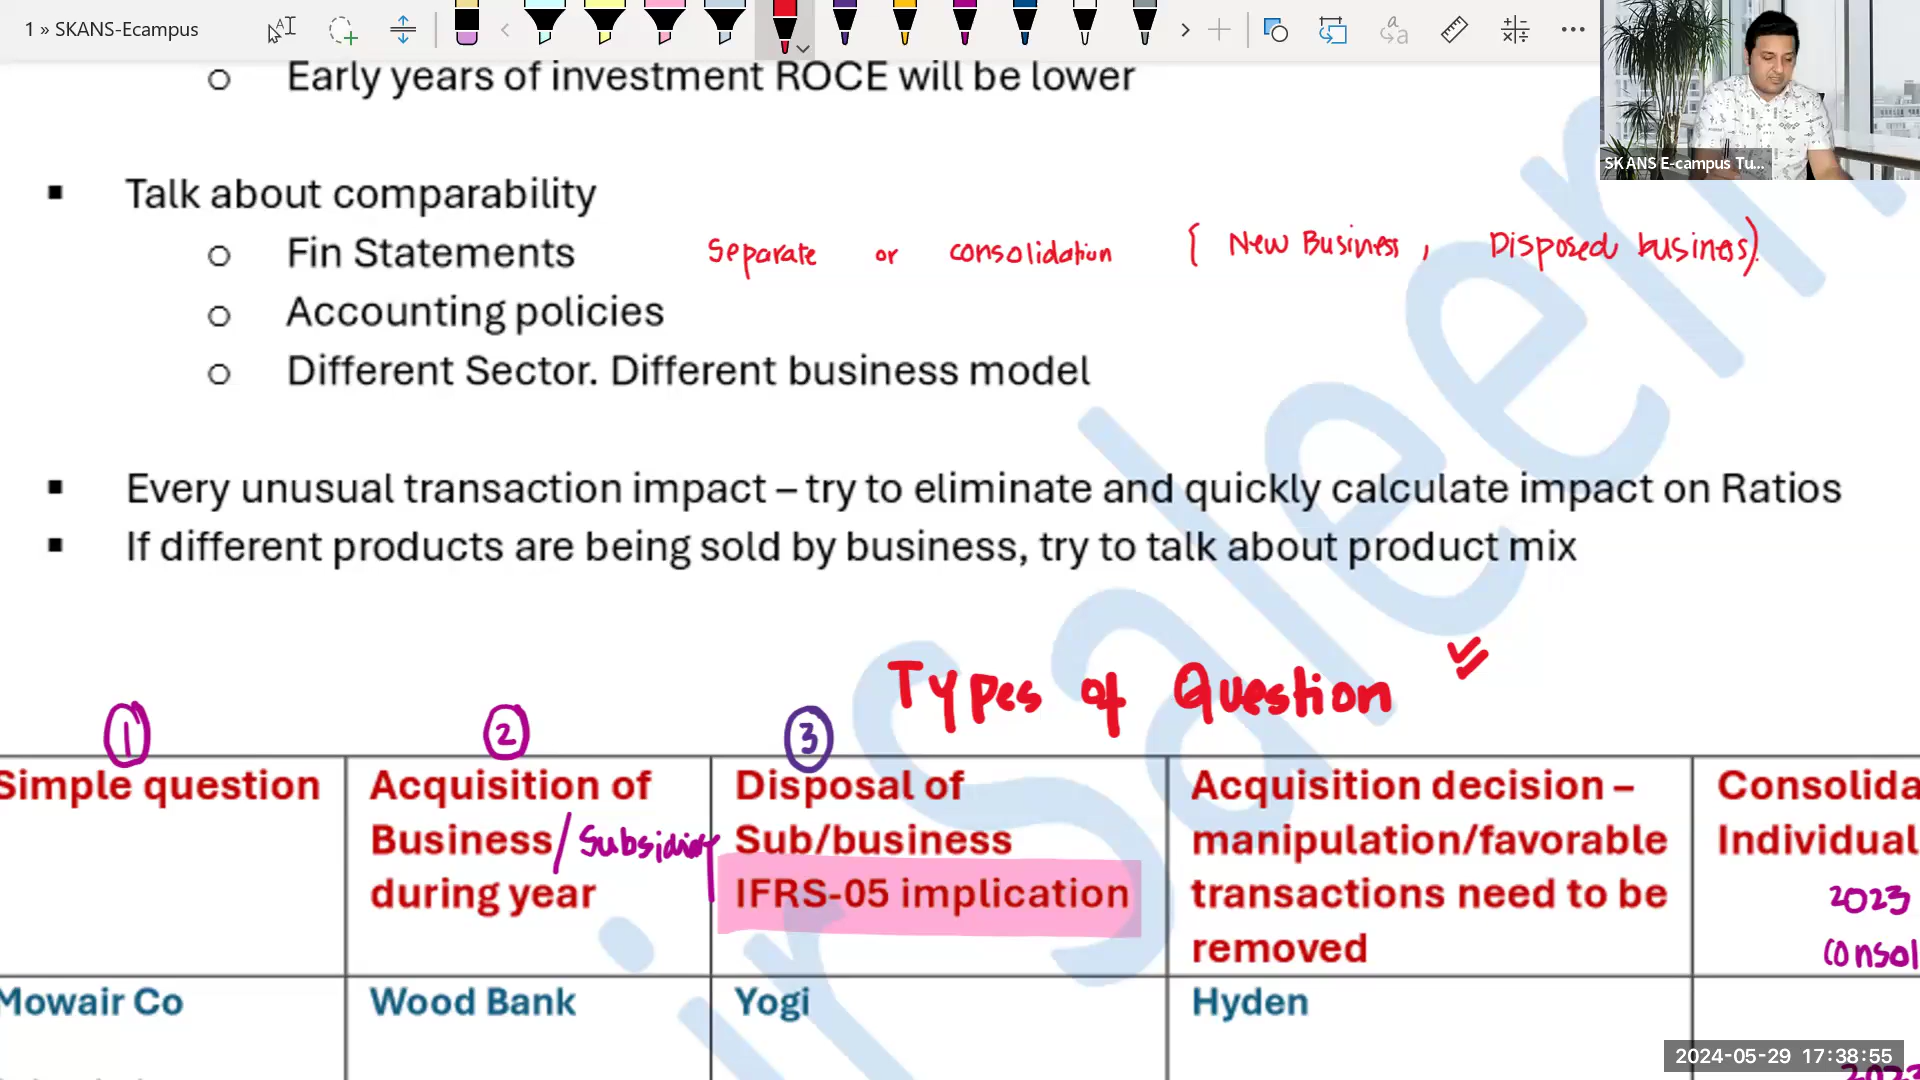 1 » SKANS-Ecampus
SKANS E-campus Tu...
o Early years of investment ROCE will be lower
▪ Talk about comparability
o Fin Statements Separate or consolidation ( New Business , Disposed business).
o Accounting policies
o Different Sector. Different business model
▪ Every unusual transaction impact – try to eliminate and quickly calculate impact on Ratios
▪ If different products are being sold by business, try to talk about product mix
Types of Question
1 2 3
Simple question
Acquisition of
Business / Subsidiary
during year
Disposal of
Sub/business
IFRS-05 implication
Acquisition decision –
manipulation/favorable
transactions need to be
removed
Consolida
Individual
2023
Consol
Mowair Co
Wood Bank
Yogi
Hyden
2024-05-29 17:38:55
ir Saleem